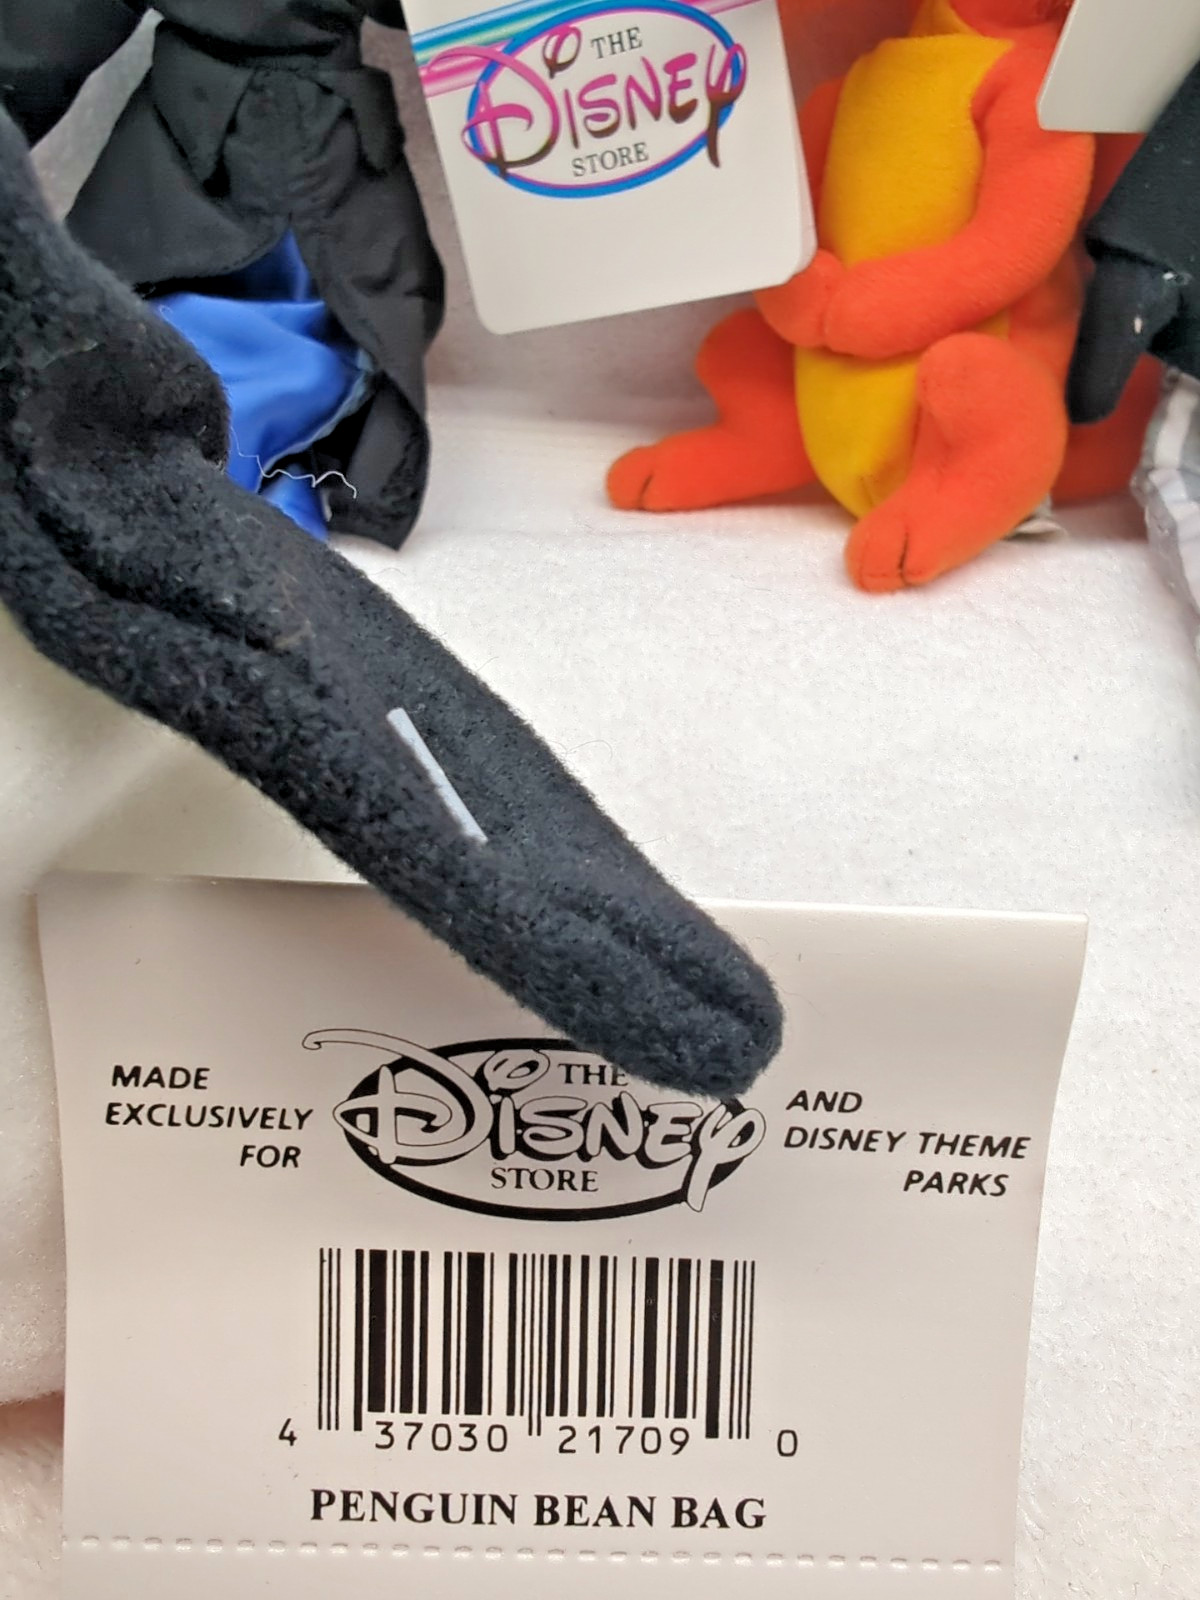 THE
DISNEY
STORE
MADE
EXCLUSIVELY
FOR
THE
DISNEY
STORE
AND
DISNEY THEME
PARKS
4 37030 21709 0
PENGUIN BEAN BAG